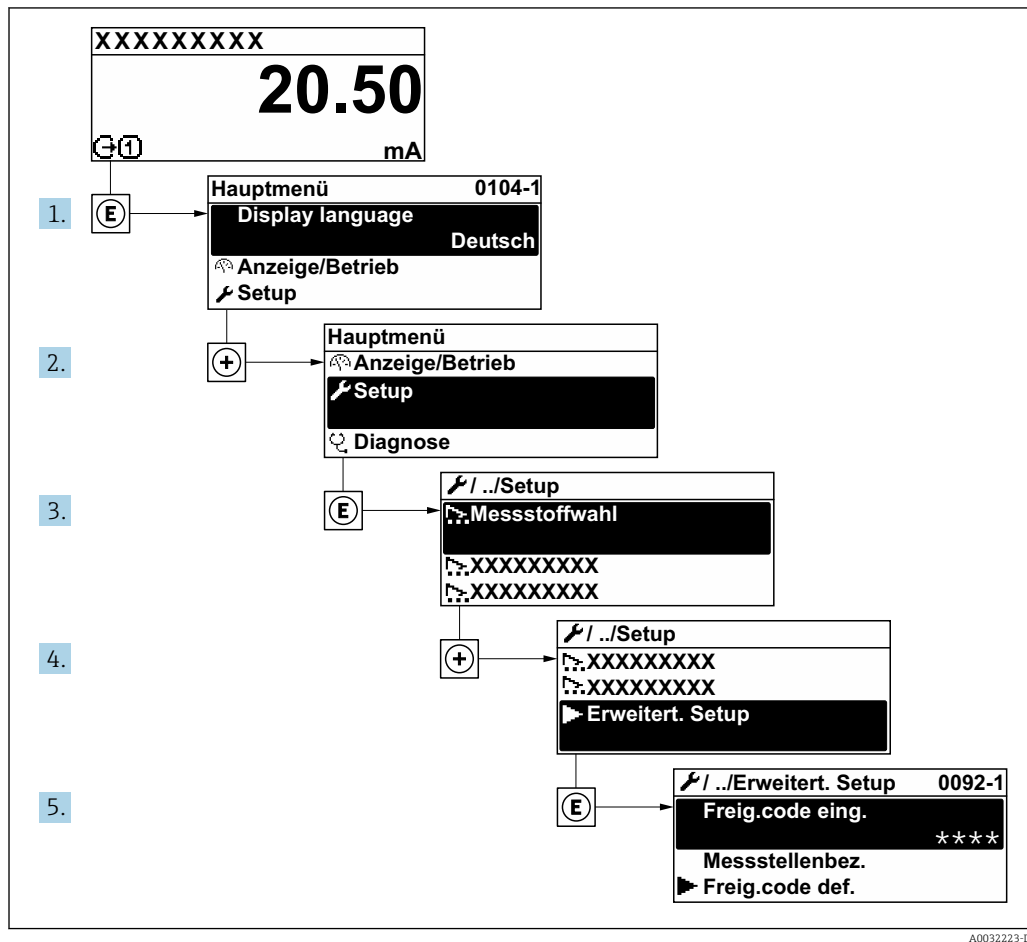 XXXXXXXXX
20.50
1
mA
1.
E
Hauptmenü 0104-1
Display language
Deutsch
Anzeige/Betrieb
Setup
2.
+
Hauptmenü
Anzeige/Betrieb
Setup
Diagnose
3.
E
/ ../Setup
Messstoffwahl
XXXXXXXXX
XXXXXXXXX
4.
+
/ ../Setup
XXXXXXXXX
XXXXXXXXX
Erweitert. Setup
5.
E
/ ../Erweitert. Setup 0092-1
Freig.code eing.
****
Messstellenbez.
Freig.code def.